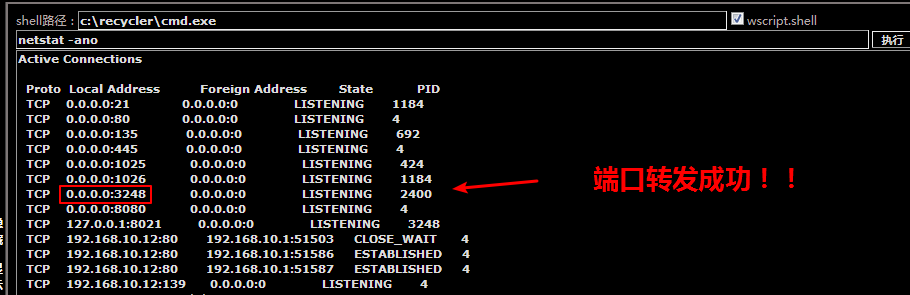 shell路径：c:\recycler\cmd.exe wscript.shell
netstat -ano 执行
Active Connections
Proto Local Address Foreign Address State PID
TCP 0.0.0.0:21 0.0.0.0:0 LISTENING 1184
TCP 0.0.0.0:80 0.0.0.0:0 LISTENING 4
TCP 0.0.0.0:135 0.0.0.0:0 LISTENING 692
TCP 0.0.0.0:445 0.0.0.0:0 LISTENING 4
TCP 0.0.0.0:1025 0.0.0.0:0 LISTENING 424
TCP 0.0.0.0:1026 0.0.0.0:0 LISTENING 1184
TCP 0.0.0.0:3248 0.0.0.0:0 LISTENING 2400
端口转发成功！！
TCP 0.0.0.0:8080 0.0.0.0:0 LISTENING 4
TCP 127.0.0.1:8021 0.0.0.0:0 LISTENING 3248
TCP 192.168.10.12:80 192.168.10.1:51503 CLOSE_WAIT 4
TCP 192.168.10.12:80 192.168.10.1:51586 ESTABLISHED 4
TCP 192.168.10.12:80 192.168.10.1:51587 ESTABLISHED 4
TCP 192.168.10.12:139 0.0.0.0:0 LISTENING 4